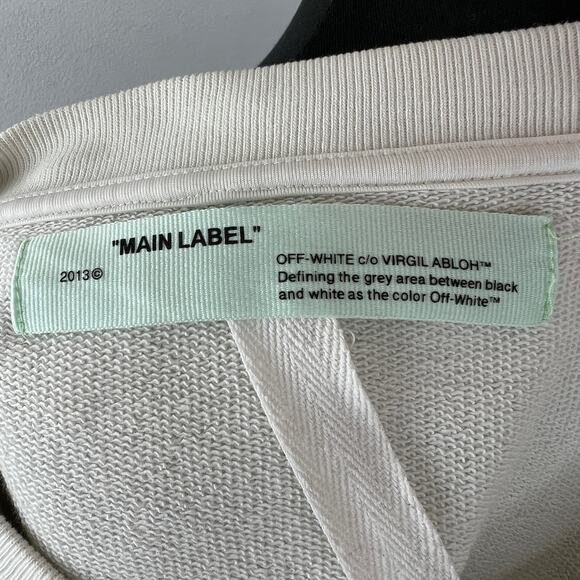 "MAIN LABEL"
2013©
OFF-WHITE c/o VIRGIL ABLOH™
Defining the grey area between black
and white as the color Off-White™